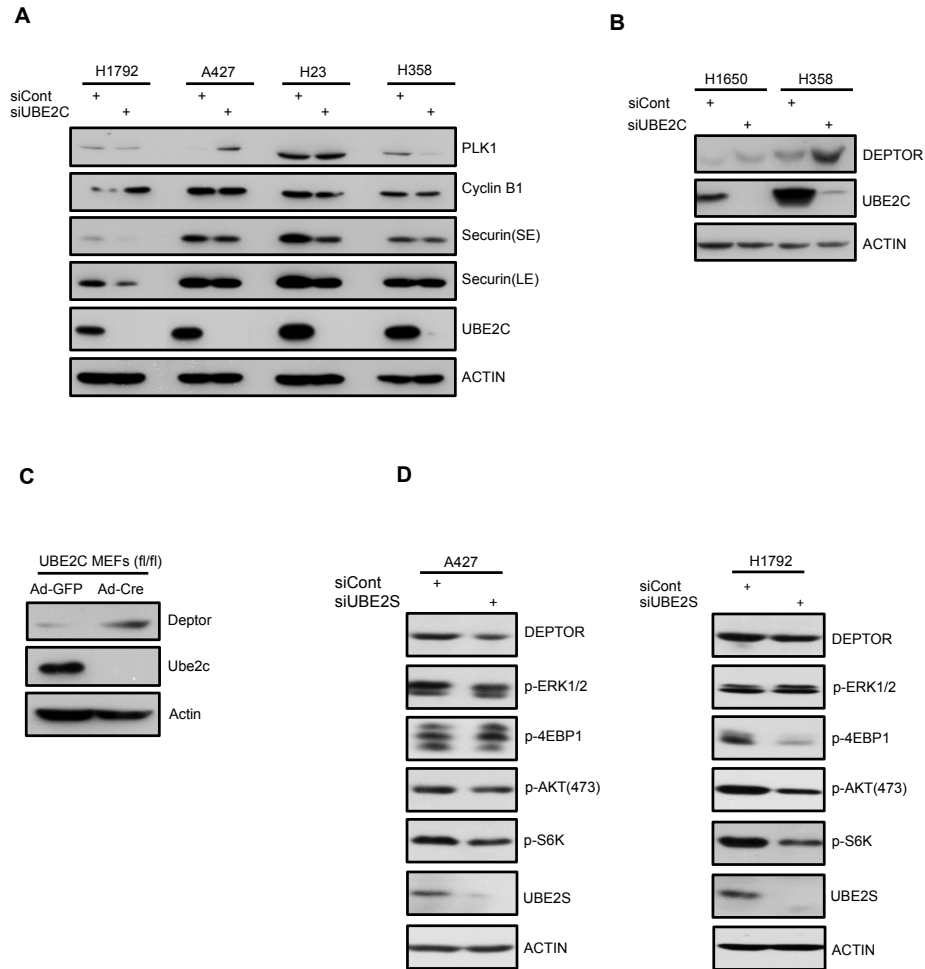 A
H1792 A427 H23 H358
siCont + + + +
siUBE2C + + + +
PLK1
Cyclin B1
Securin(SE)
Securin(LE)
UBE2C
ACTIN
B
H1650 H358
siCont + +
siUBE2C + +
DEPTOR
UBE2C
ACTIN
C
UBE2C MEFs (fl/fl)
Ad-GFP Ad-Cre
Deptor
Ube2c
Actin
D
A427
siCont +
siUBE2S +
DEPTOR
p-ERK1/2
p-4EBP1
p-AKT(473)
p-S6K
UBE2S
ACTIN
H1792
siCont +
siUBE2S +
DEPTOR
p-ERK1/2
p-4EBP1
p-AKT(473)
p-S6K
UBE2S
ACTIN